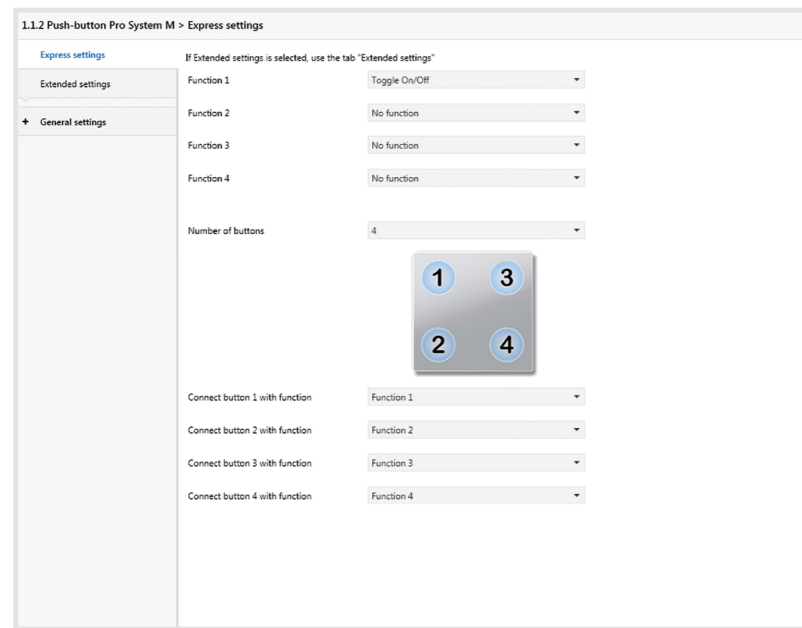 1.1.2 Push-button Pro System M > Express settings
Express settings
Extended settings
+ General settings
If Extended settings is selected, use the tab "Extended settings"
Function 1 Toggle On/Off
Function 2 No function
Function 3 No function
Function 4 No function
Number of buttons 4
1 3
2 4
Connect button 1 with function Function 1
Connect button 2 with function Function 2
Connect button 3 with function Function 3
Connect button 4 with function Function 4